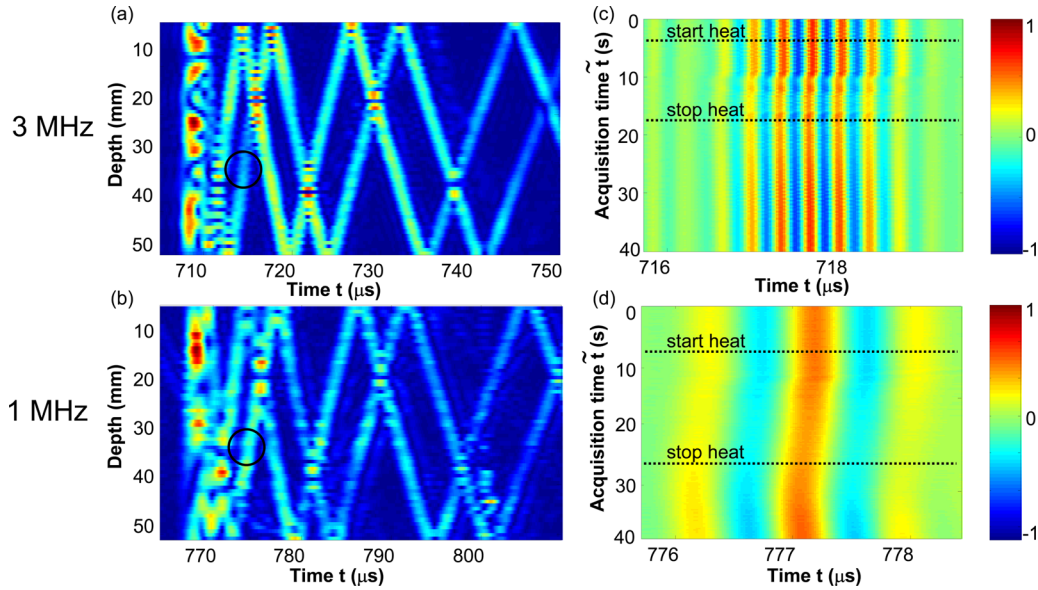 (a)
3 MHz
Depth (mm)
10
20
30
40
50
710 720 730 740 750
Time t (μs)
(c)
Acquisition time t̃ (s)
0
10
20
30
40
start heat
stop heat
716 718
Time t (μs)
1
0
-1
(b)
1 MHz
Depth (mm)
10
20
30
40
50
770 780 790 800
Time t (μs)
(d)
Acquisition time t̃ (s)
0
10
20
30
40
start heat
stop heat
776 777 778
Time t (μs)
1
0
-1